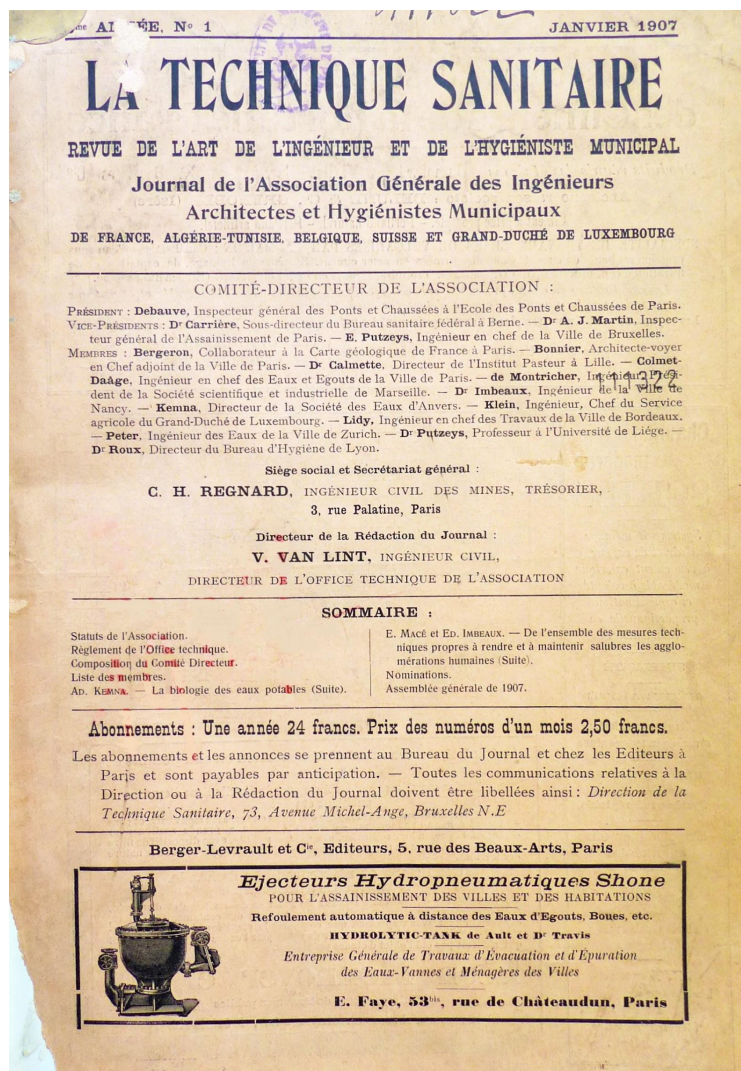 me ANNÉE, No 1
JANVIER 1907
LA TECHNIQUE SANITAIRE
REVUE DE L'ART DE L'INGÉNIEUR ET DE L'HYGIÉNISTE MUNICIPAL
Journal de l'Association Générale des Ingénieurs
Architectes et Hygiénistes Municipaux
DE FRANCE, ALGÉRIE-TUNISIE, BELGIQUE, SUISSE ET GRAND-DUCHÉ DE LUXEMBOURG
COMITÉ-DIRECTEUR DE L'ASSOCIATION :
PRÉSIDENT : Debauve, Inspecteur général des Ponts et Chaussées à l'Ecole des Ponts et Chaussées de Paris.
VICE-PRÉSIDENTS : Dr Carrière, Sous-directeur du Bureau sanitaire fédéral à Berne. — Dr A. J. Martin, Inspec-
teur général de l'Assainissement de Paris. — E. Putzeys, Ingénieur en chef de la Ville de Bruxelles.
MEMBRES : Bergeron, Collaborateur à la Carte géologique de France à Paris. — Bonnier, Architecte-voyer
en Chef adjoint de la Ville de Paris. — Dr Calmette, Directeur de l'Institut Pasteur à Lille. — Colmet-
Daâge, Ingénieur en chef des Eaux et Egouts de la Ville de Paris. — de Montricher, Ingénieur, Prési-
dent de la Société scientifique et industrielle de Marseille. — Dr Imbeaux, Ingénieur de la Ville de
111322
Nancy. — Kemna, Directeur de la Société des Eaux d'Anvers. — Klein, Ingénieur, Chef du Service
agricole du Grand-Duché de Luxembourg. — Lidy, Ingénieur en chef des Travaux de la Ville de Bordeaux.
— Peter, Ingénieur des Eaux de la Ville de Zurich. — Dr Putzeys, Professeur à l'Université de Liége. —
Dr Roux, Directeur du Bureau d'Hygiène de Lyon.
Siège social et Secrétariat général :
C. H. REGNARD, INGÉNIEUR CIVIL DES MINES, TRÉSORIER,
3, rue Palatine, Paris
Directeur de la Rédaction du Journal :
V. VAN LINT, INGÉNIEUR CIVIL,
DIRECTEUR DE L'OFFICE TECHNIQUE DE L'ASSOCIATION
SOMMAIRE :
Statuts de l'Association.
Règlement de l'Office technique.
Composition du Comité Directeur.
Liste des membres.
AD. KEMNA. — La biologie des eaux potables (Suite).
E. MACÉ et ED. IMBEAUX. — De l'ensemble des mesures tech-
niques propres à rendre et à maintenir salubres les agglo-
mérations humaines (Suite).
Nominations.
Assemblée générale de 1907.
Abonnements : Une année 24 francs. Prix des numéros d'un mois 2,50 francs.
Les abonnements et les annonces se prennent au Bureau du Journal et chez les Editeurs à
Paris et sont payables par anticipation. — Toutes les communications relatives à la
Direction ou à la Rédaction du Journal doivent être libellées ainsi : Direction de la
Technique Sanitaire, 73, Avenue Michel-Ange, Bruxelles N.E
Berger-Levrault et Cie, Editeurs, 5, rue des Beaux-Arts, Paris
Ejecteurs Hydropneumatiques Shone
POUR L'ASSAINISSEMENT DES VILLES ET DES HABITATIONS
Refoulement automatique à distance des Eaux d'Egouts, Boues, etc.
HYDROLYTIC-TANK de Ault et Dr Travis
Entreprise Générale de Travaux d'Évacuation et d'Épuration
des Eaux-Vannes et Ménagères des Villes
E. Faye, 53bis, rue de Châteaudun, Paris